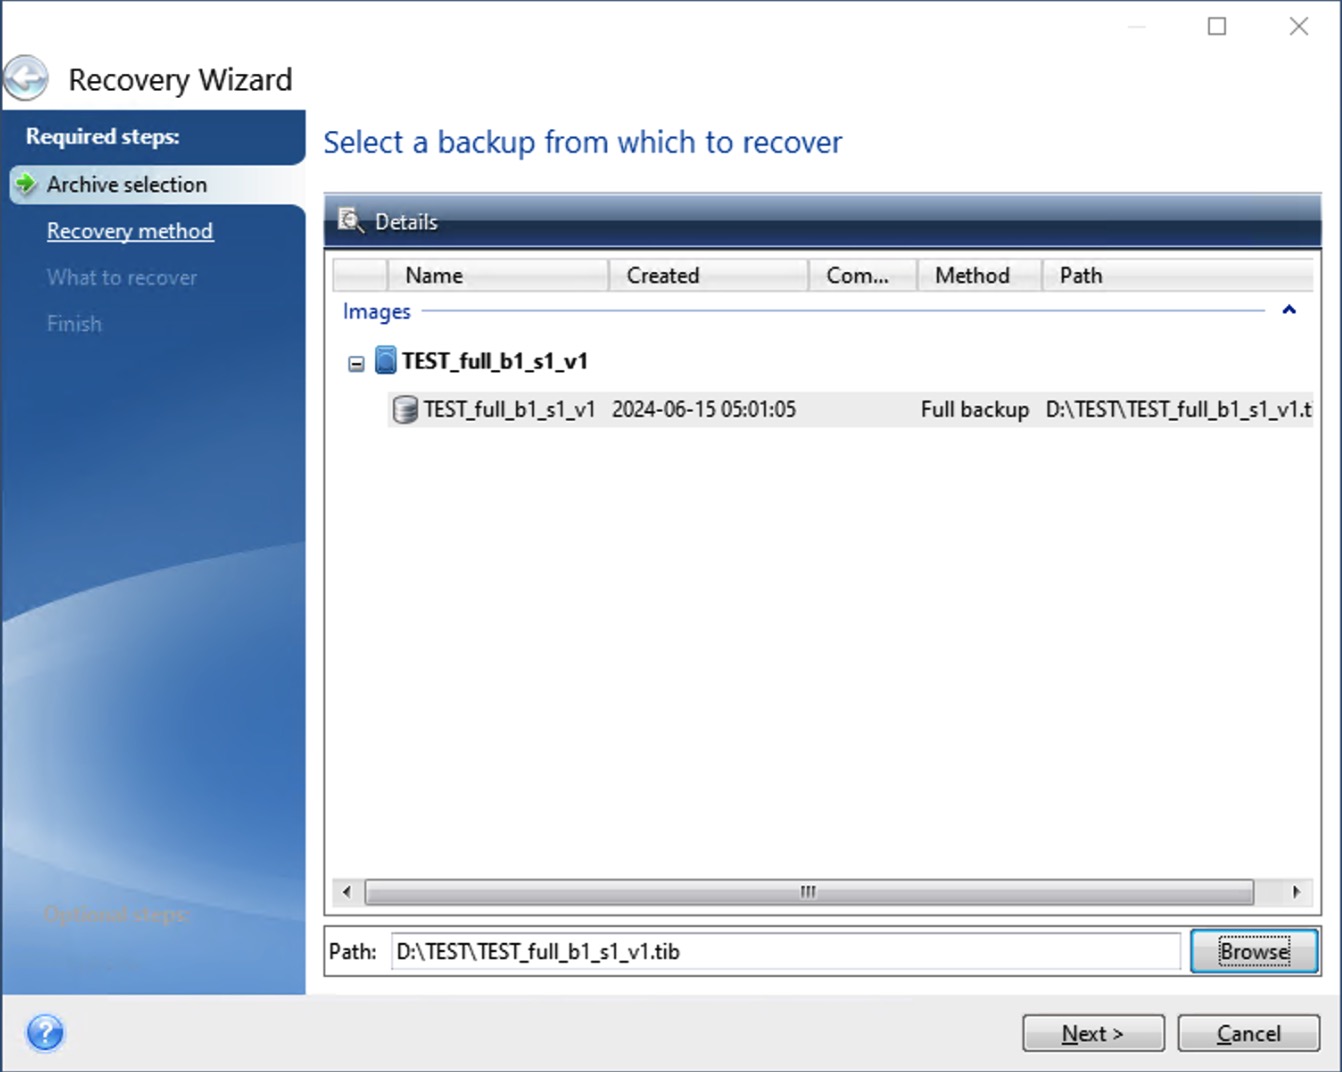 Recovery Wizard
Required steps:
Archive selection
Recovery method
What to recover
Finish
Optional steps:
Select a backup from which to recover
Details
Name Created Com... Method Path
Images
TEST_full_b1_s1_v1
TEST_full_b1_s1_v1 2024-06-15 05:01:05 Full backup D:\TEST\TEST_full_b1_s1_v1.t
Path: D:\TEST\TEST_full_b1_s1_v1.tib Browse
? Next > Cancel